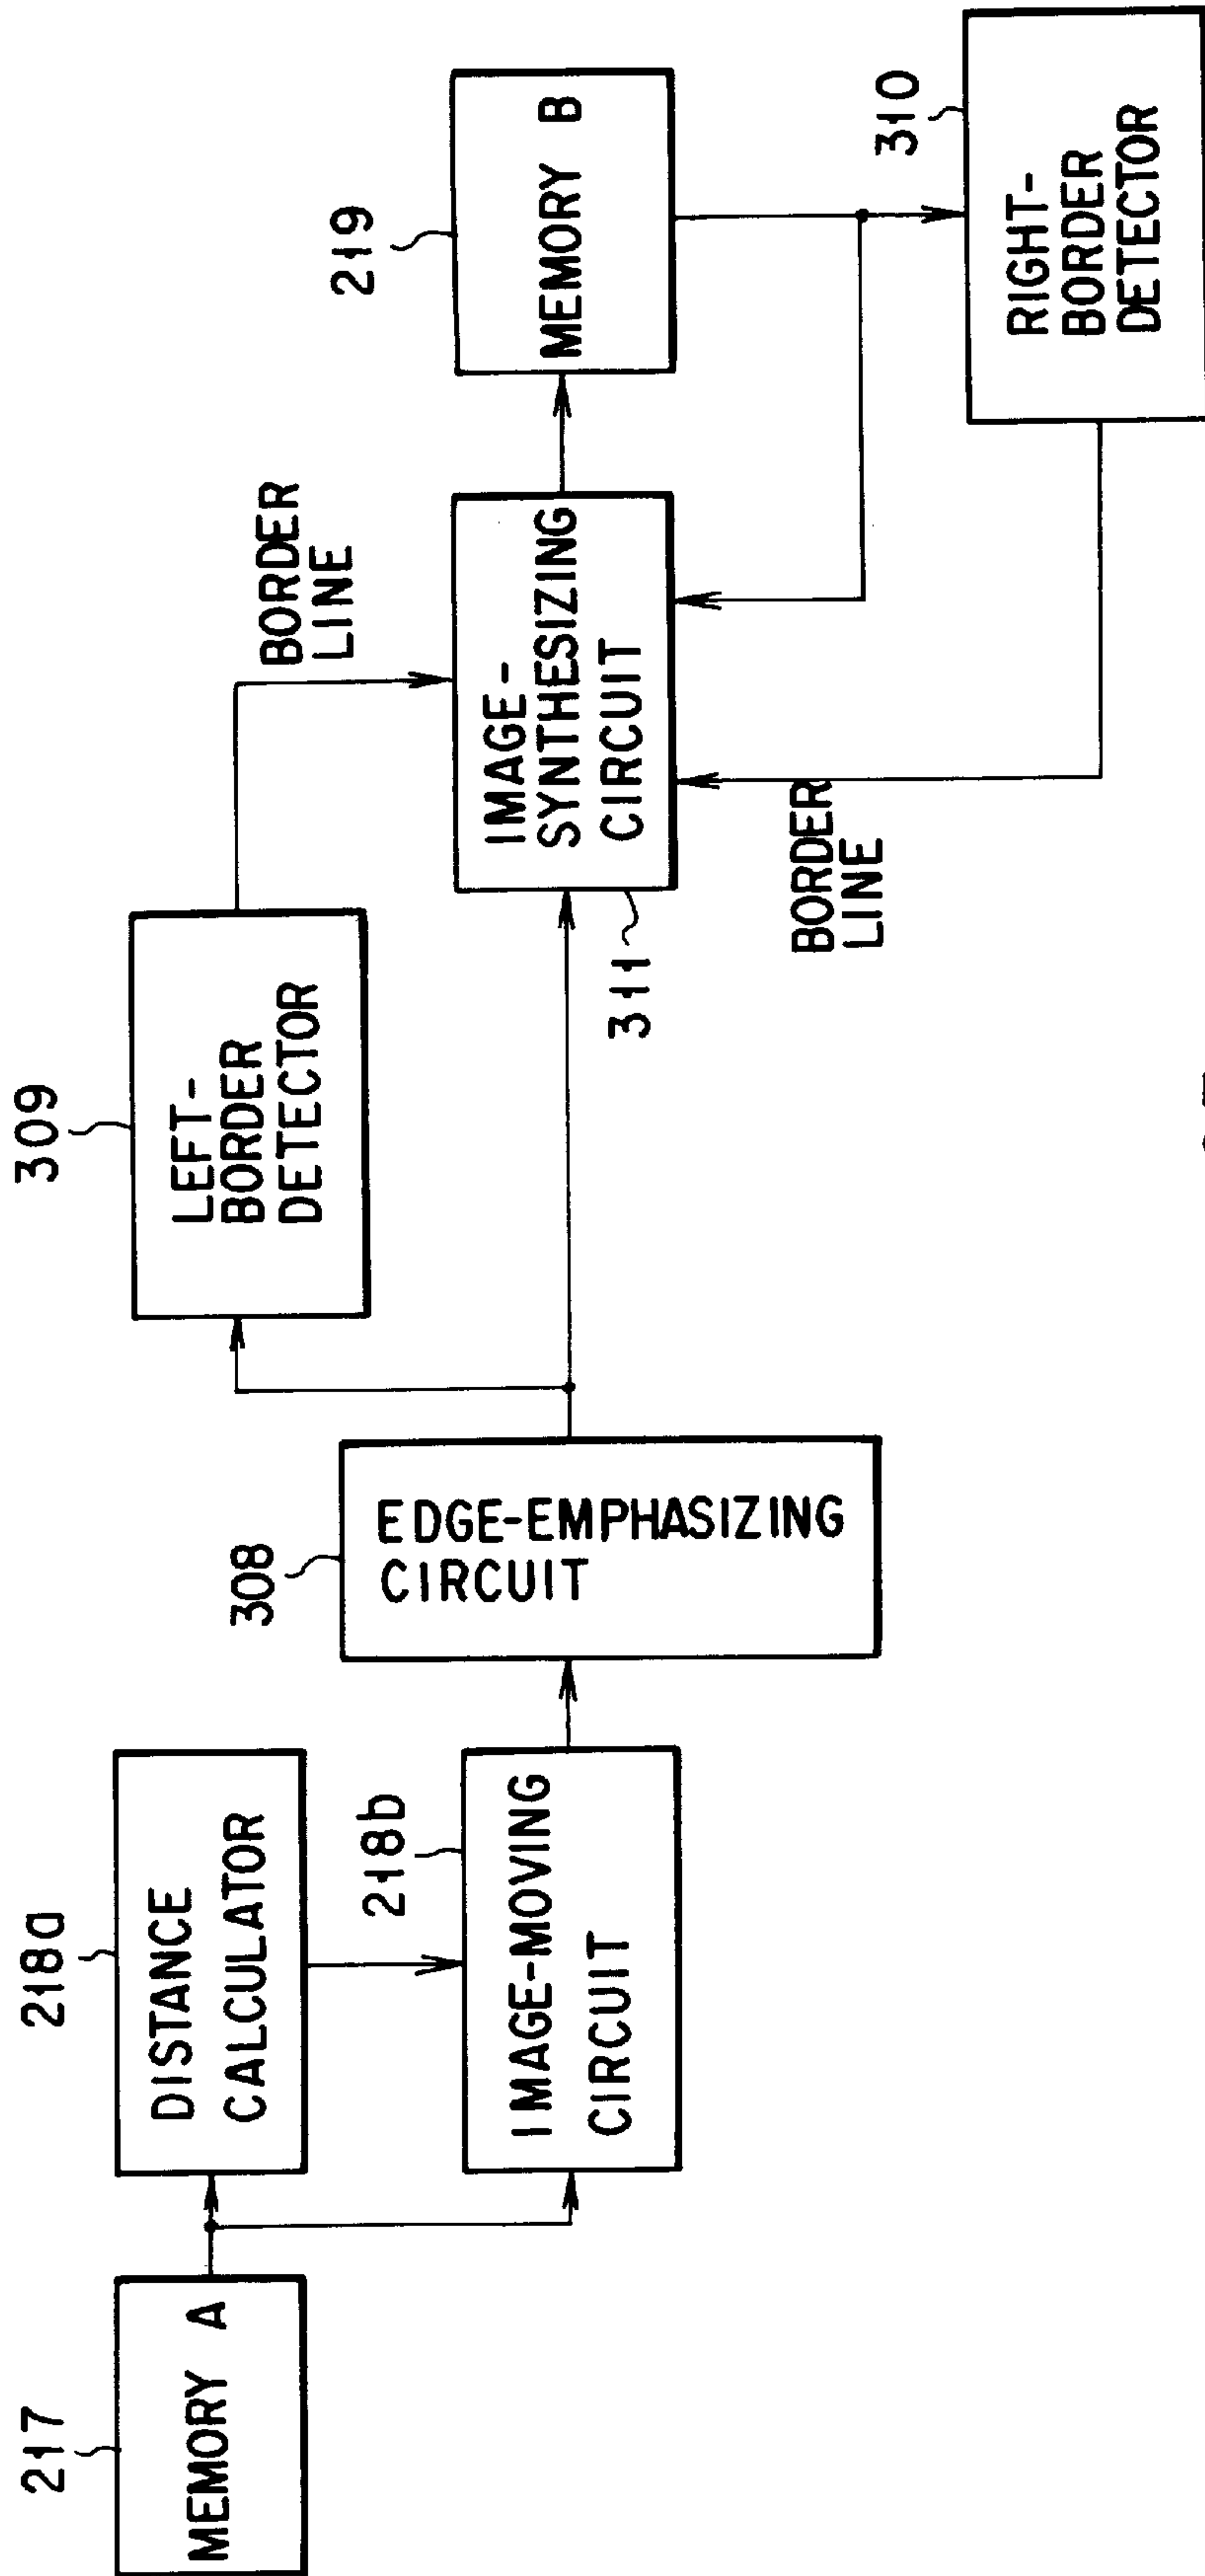 217
MEMORY A
218a
DISTANCE
CALCULATOR
218b
IMAGE-MOVING
CIRCUIT
308
EDGE-EMPHASIZING
CIRCUIT
309
LEFT-
BORDER
DETECTOR
BORDER
LINE
311
IMAGE-
SYNTHESIZING
CIRCUIT
BORDER
LINE
219
MEMORY B
310
RIGHT-
BORDER
DETECTOR